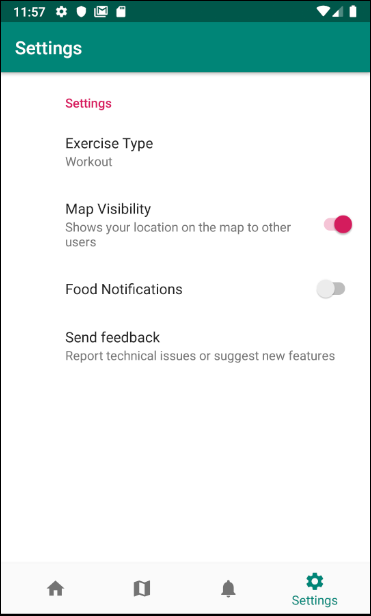 11:57
Settings
Settings
Exercise Type
Workout
Map Visibility
Shows your location on the map to other
users
Food Notifications
Send feedback
Report technical issues or suggest new features
Settings